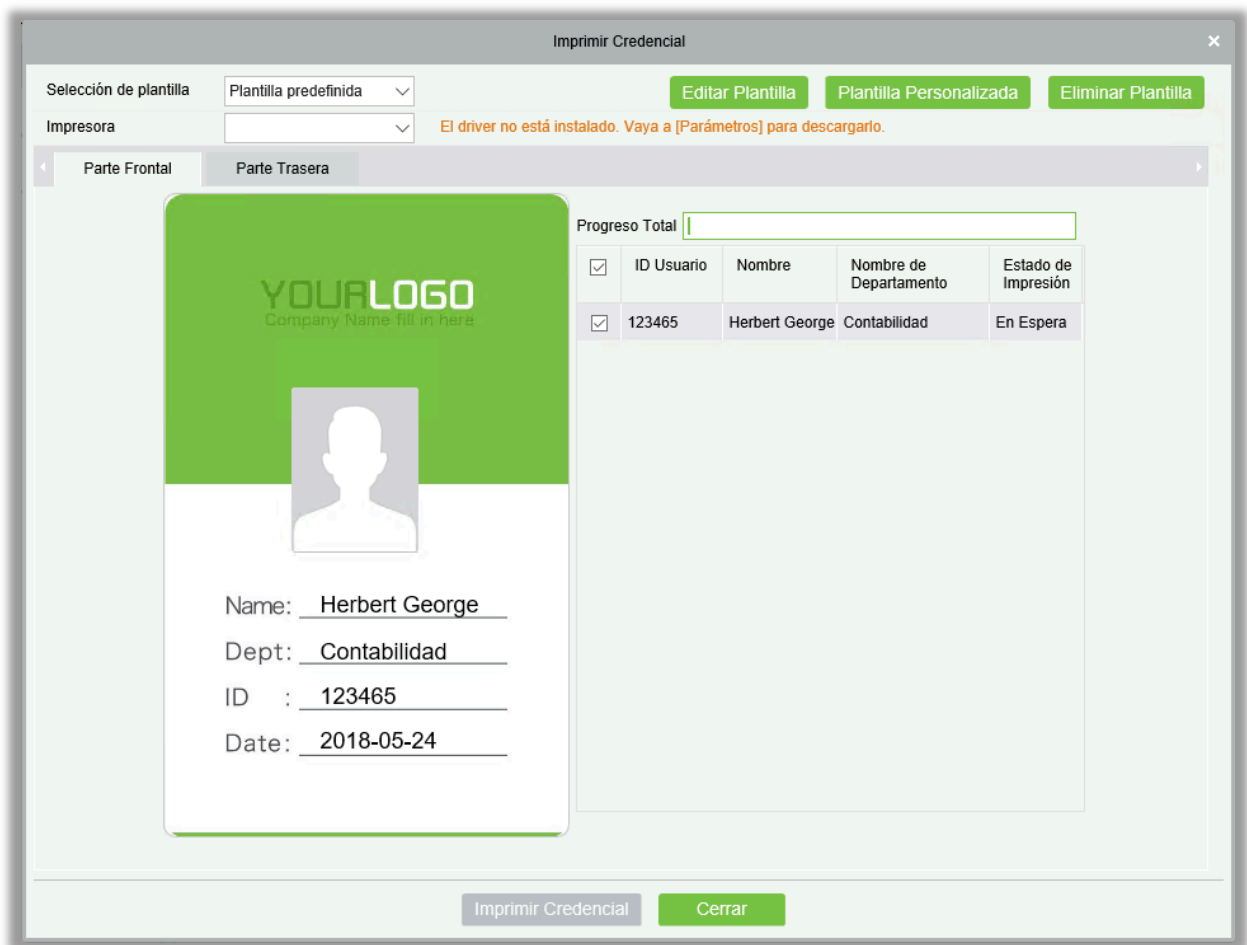 Imprimir Credencial
Selección de plantilla
Plantilla predefinida
Editar Plantilla
Plantilla Personalizada
Eliminar Plantilla
Impresora
El driver no está instalado. Vaya a [Parámetros] para descargarlo.
Parte Frontal
Parte Trasera
YOURLOGO
Company Name fill in here
Name: Herbert George
Dept: Contabilidad
ID : 123465
Date: 2018-05-24
Progreso Total
ID Usuario
Nombre
Nombre de
Departamento
Estado de
Impresión
123465
Herbert George
Contabilidad
En Espera
Imprimir Credencial
Cerrar